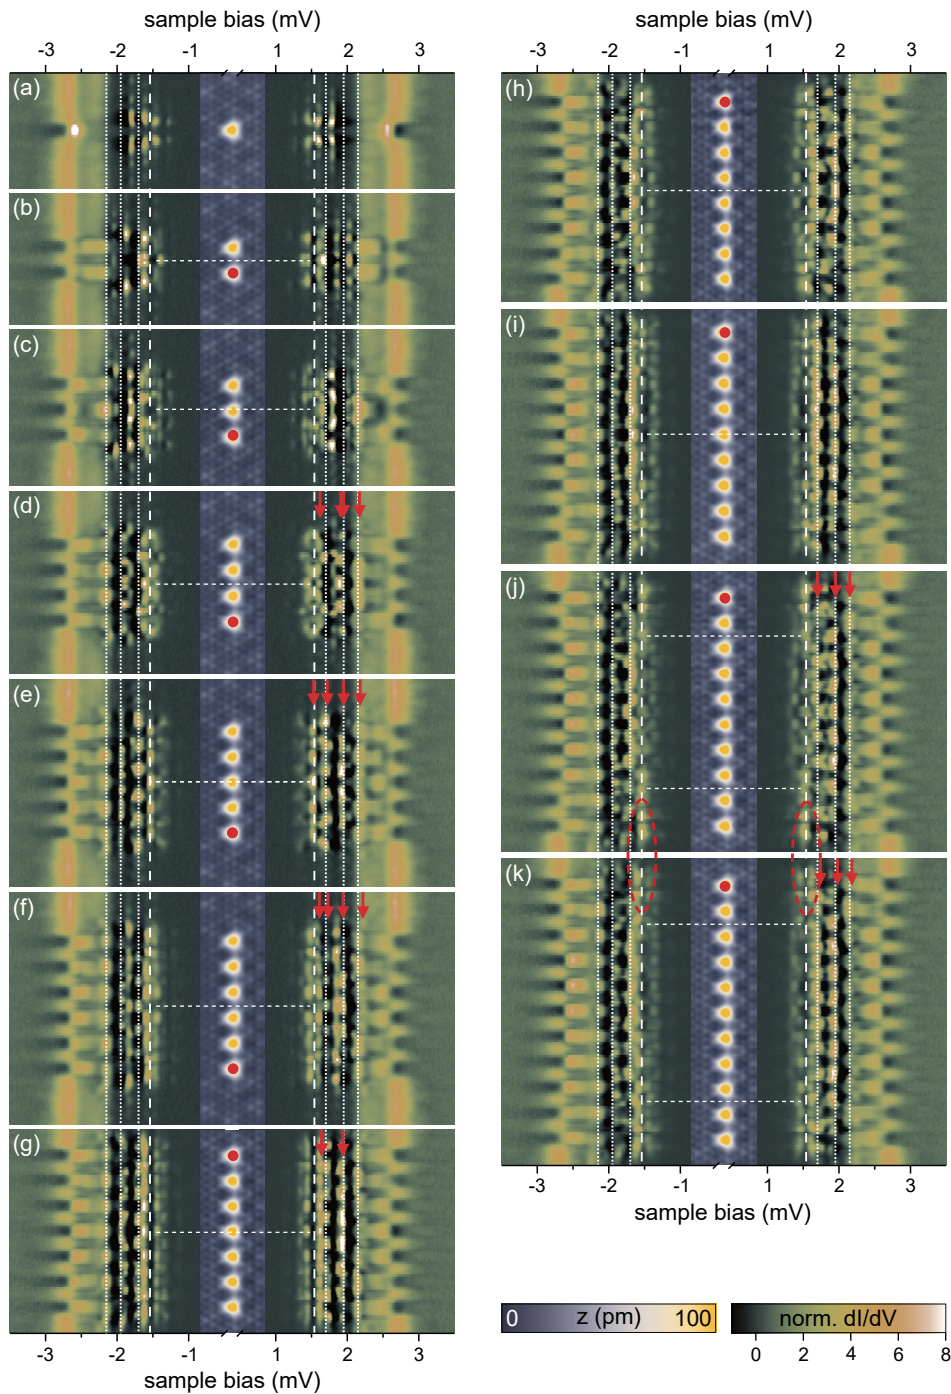 sample bias (mV)
-3 -2 -1 1 2 3
(a)
(b)
(c)
(d)
(e)
(f)
(g)
-3 -2 -1 1 2 3
sample bias (mV)
sample bias (mV)
-3 -2 -1 1 2 3
(h)
(i)
(j)
(k)
-3 -2 -1 1 2 3
sample bias (mV)
0 z (pm) 100
norm. dI/dV
0 2 4 6 8